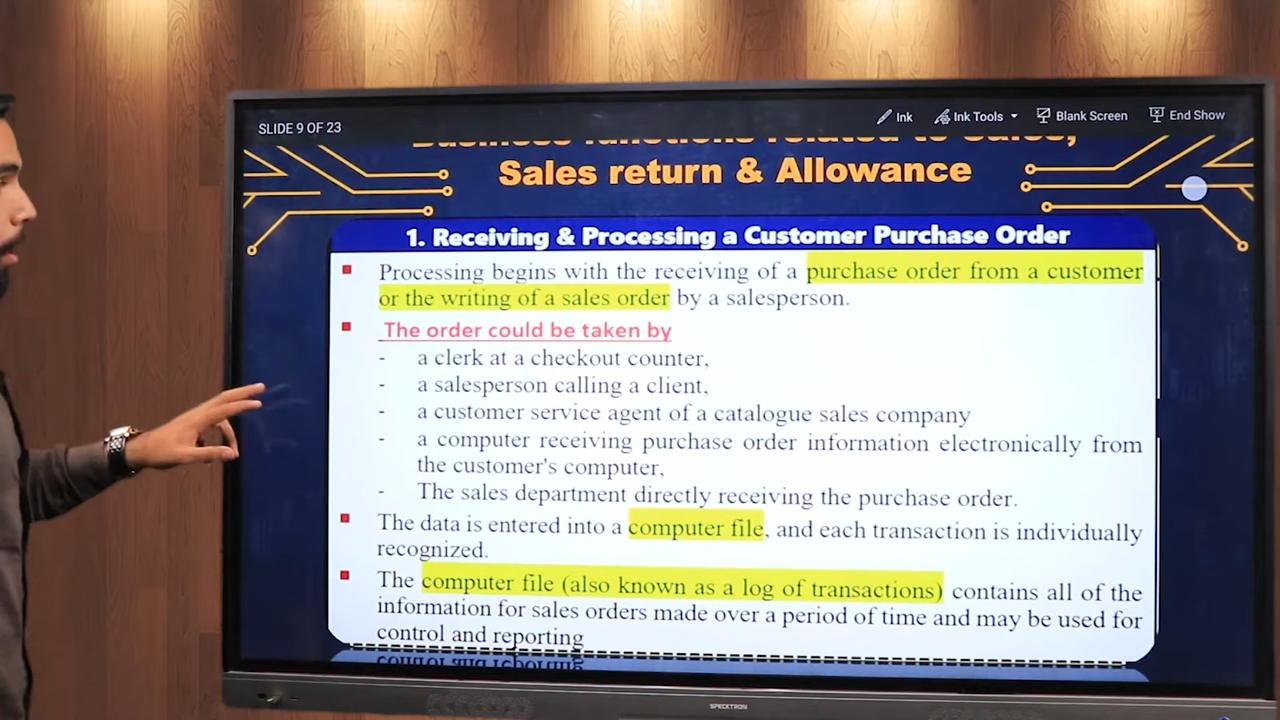 SLIDE 9 OF 23
Ink
Ink Tools
Blank Screen
End Show
Business functions related to Sales,
Sales return & Allowance
1. Receiving & Processing a Customer Purchase Order
Processing begins with the receiving of a purchase order from a customer
or the writing of a sales order by a salesperson.
The order could be taken by
- a clerk at a checkout counter,
- a salesperson calling a client,
- a customer service agent of a catalogue sales company
- a computer receiving purchase order information electronically from
the customer's computer,
- The sales department directly receiving the purchase order.
The data is entered into a computer file, and each transaction is individually
recognized.
The computer file (also known as a log of transactions) contains all of the
information for sales orders made over a period of time and may be used for
control and reporting
SPECKTRON